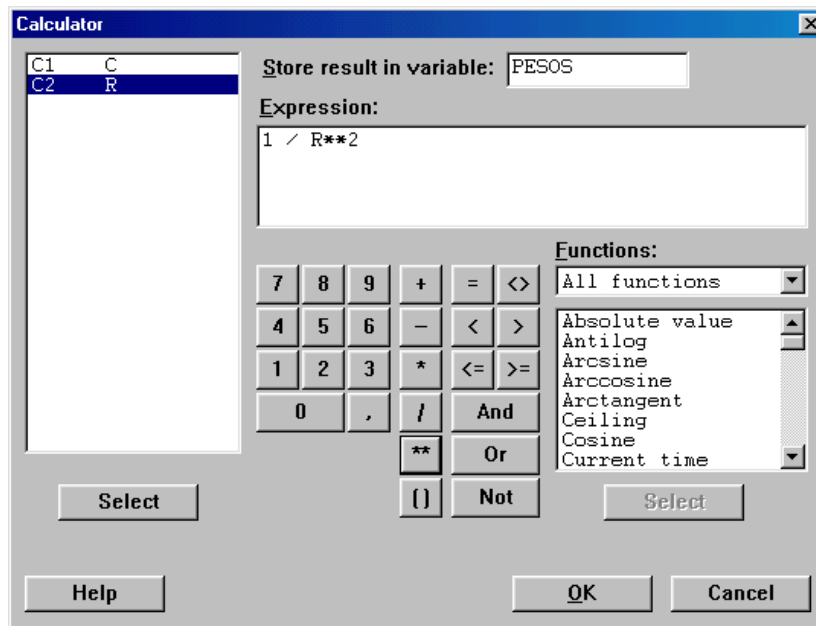 Calculator
C1 C
C2 R
Store result in variable: PESOS
Expression:
1 / R**2
Functions:
All functions
7 8 9 + = <>
4 5 6 – < >
1 2 3 * <= >=
0 , / And
** Or
() Not
Absolute value
Antilog
Arcsine
Arccosine
Arctangent
Ceiling
Cosine
Current time
Select
Select
Help
OK
Cancel